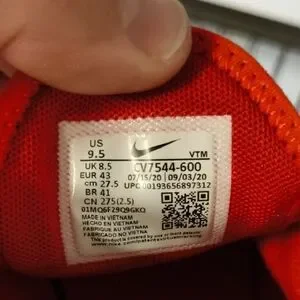 US
9.5
VTM
UK 8.5
CV7544-600
EUR 43
07/15/20 09/03/20
cm 27.5
UPC:00193656897312
BR 41
CN 275(2.5)
01MQ6F29Q9GKQ
MADE IN VIETNAM
HECHO EN VIETNAM
FABRIQUE AU VIETNAM
FABRICADO NO VIETNAM